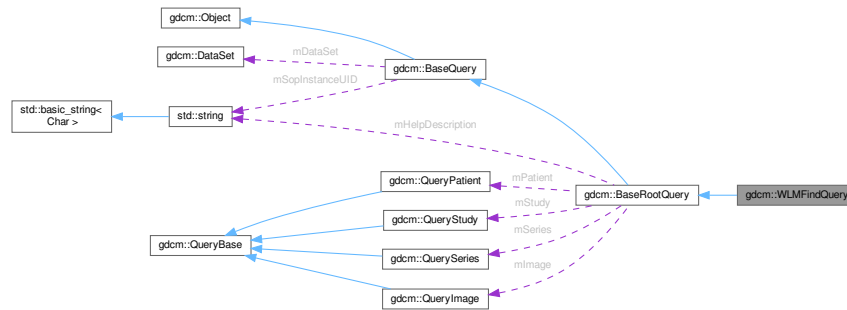 gdcm::Object
gdcm::DataSet
mDataSet
gdcm::BaseQuery
mSopInstanceUID
std::basic_string<
Char >
std::string
mHelpDescription
gdcm::QueryPatient
mPatient
gdcm::BaseRootQuery
gdcm::WLMFindQuery
mStudy
gdcm::QueryStudy
mSeries
gdcm::QueryBase
gdcm::QuerySeries
mImage
gdcm::QueryImage